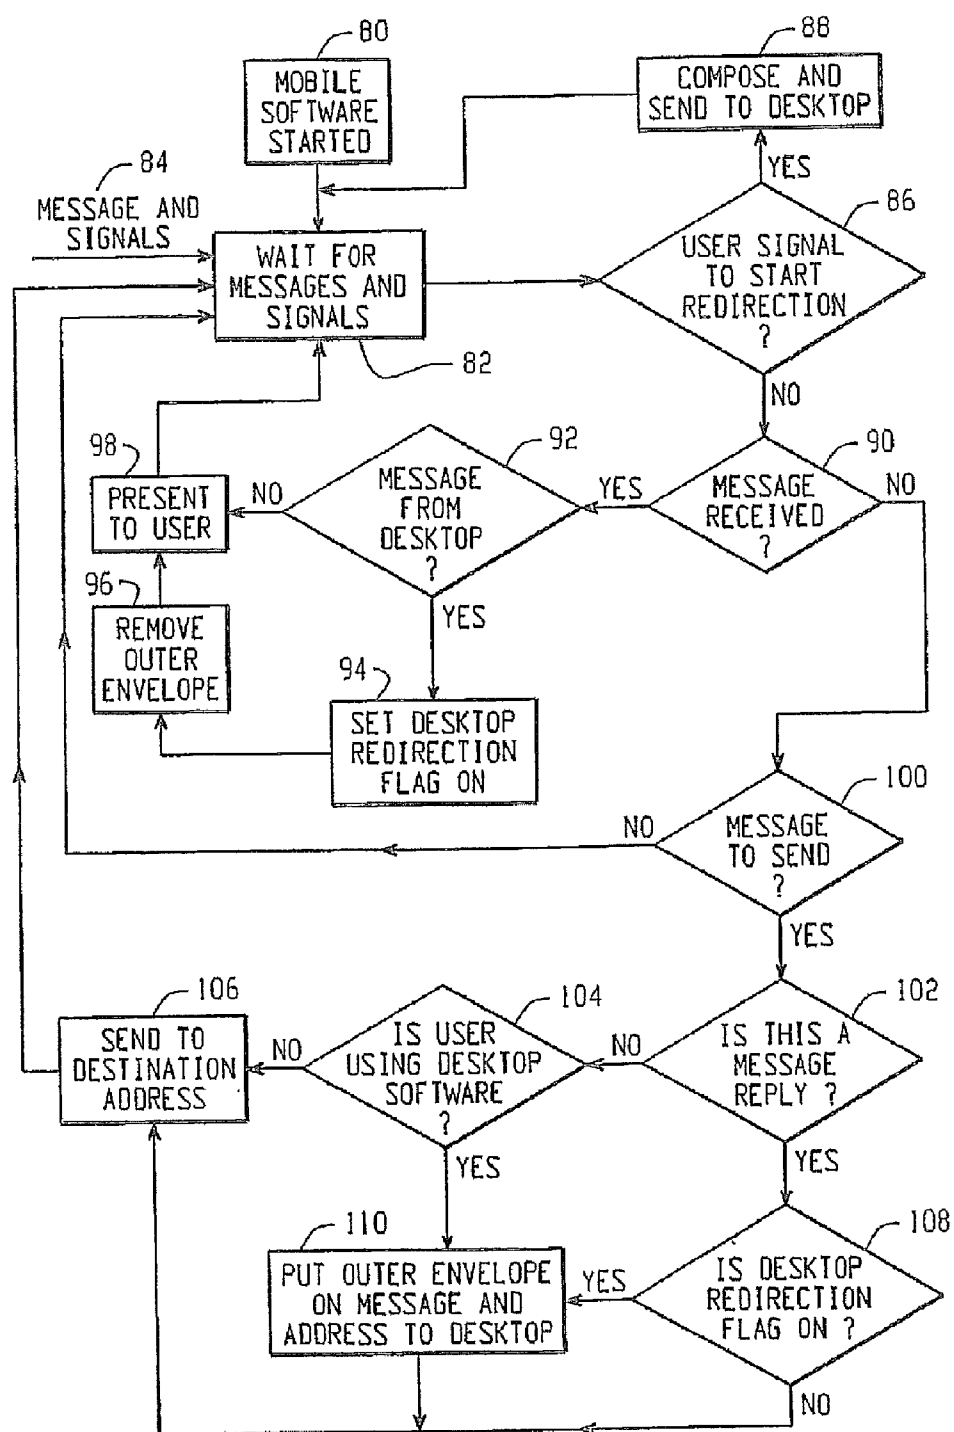 80
MOBILE
SOFTWARE
STARTED
88
COMPOSE AND
SEND TO DESKTOP
84
MESSAGE AND
SIGNALS
YES
86
WAIT FOR
MESSAGES AND
SIGNALS
82
USER SIGNAL
TO START
REDIRECTION
?
NO
98
PRESENT
TO USER
NO
92
MESSAGE
FROM
DESKTOP
?
YES
90
MESSAGE
RECEIVED
?
NO
96
REMOVE
OUTER
ENVELOPE
YES
94
SET DESKTOP
REDIRECTION
FLAG ON
100
NO
MESSAGE
TO SEND
?
YES
106
SEND TO
DESTINATION
ADDRESS
NO
104
IS USER
USING DESKTOP
SOFTWARE
?
NO
102
IS THIS A
MESSAGE
REPLY ?
YES
YES
110
PUT OUTER ENVELOPE
ON MESSAGE AND
ADDRESS TO DESKTOP
YES
108
IS DESKTOP
REDIRECTION
FLAG ON ?
NO